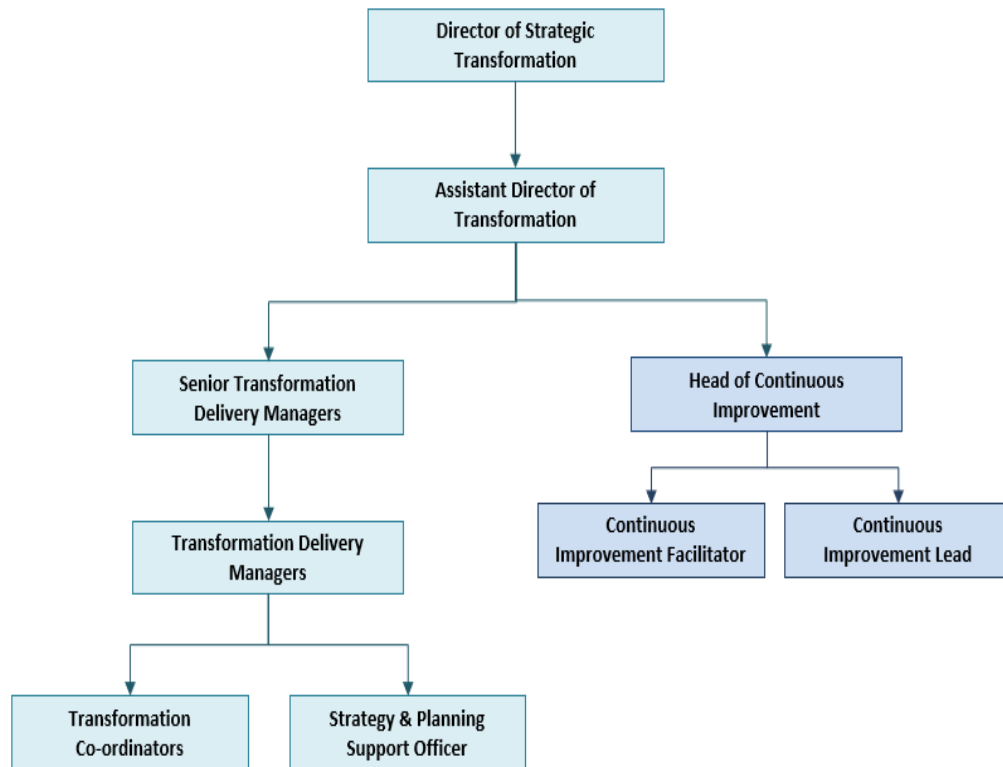 Director of Strategic
Transformation
Assistant Director of
Transformation
Senior Transformation
Delivery Managers
Head of Continuous
Improvement
Transformation Delivery
Managers
Continuous
Improvement Facilitator
Continuous
Improvement Lead
Transformation
Co-ordinators
Strategy & Planning
Support Officer